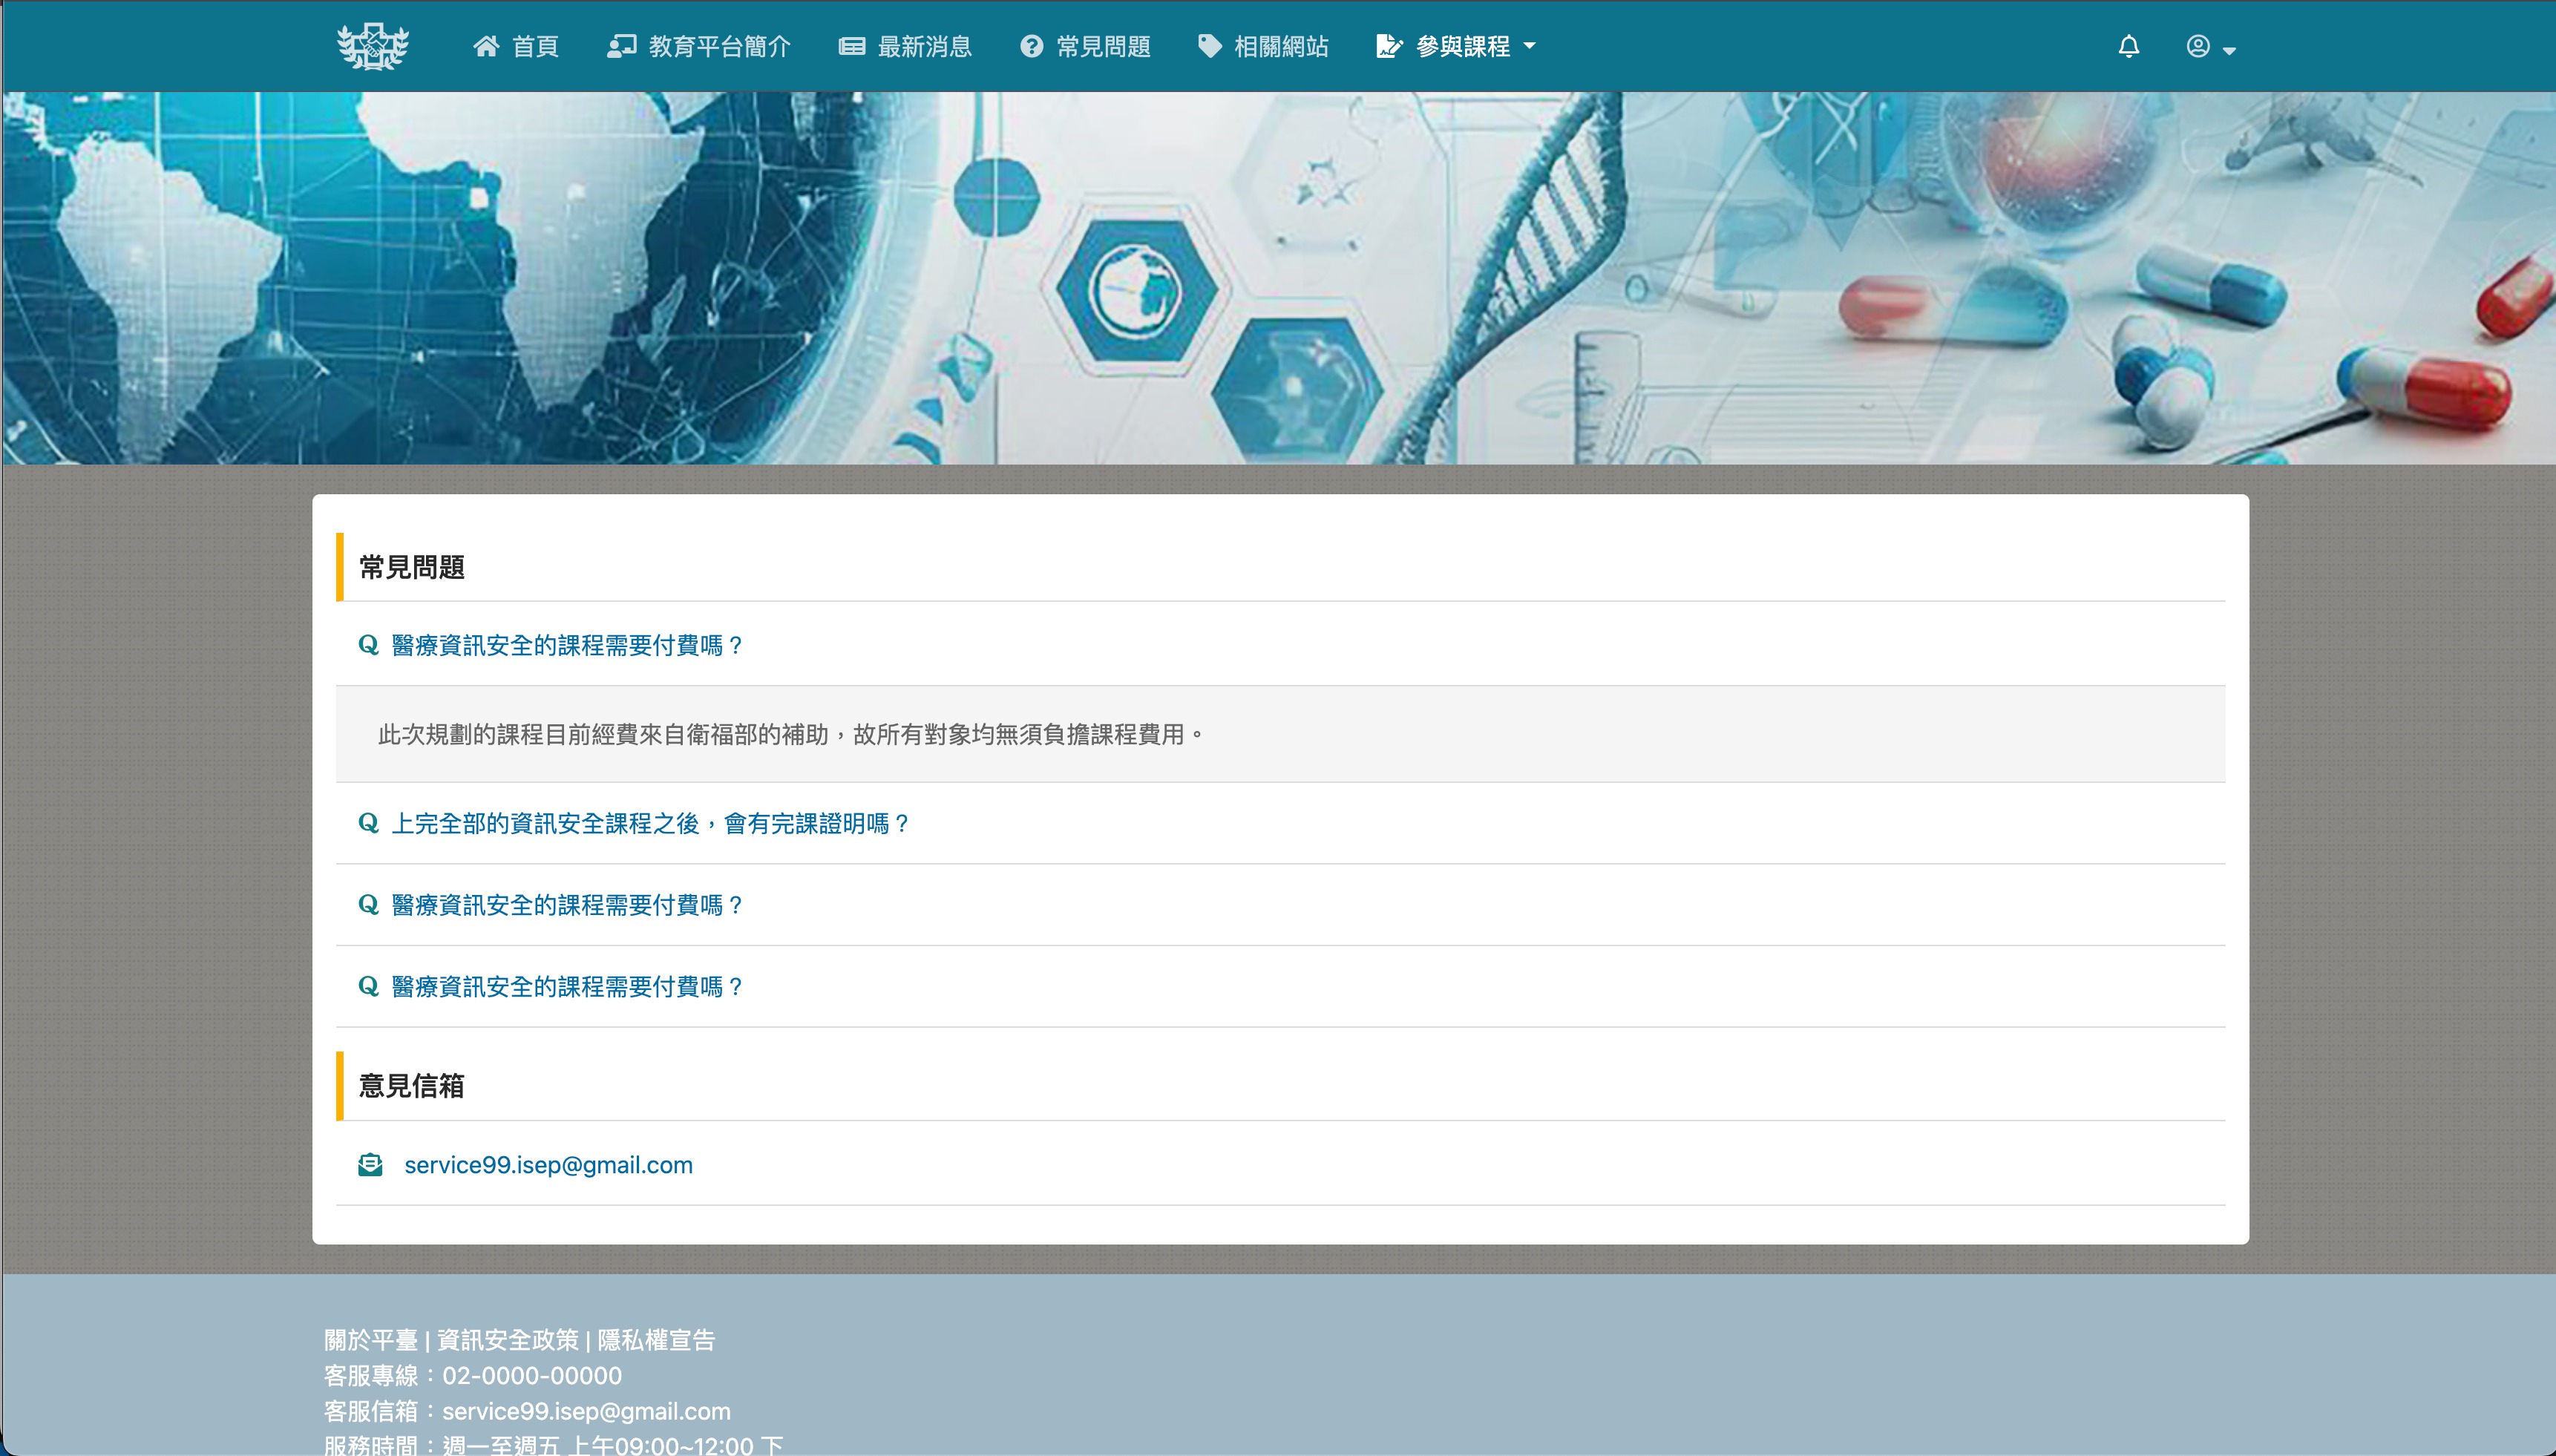 首頁
教育平台簡介
最新消息
常見問題
相關網站
參與課程
常見問題
Q 醫療資訊安全的課程需要付費嗎？
此次規劃的課程目前經費來自衛福部的補助，故所有對象均無須負擔課程費用。
Q 上完全部的資訊安全課程之後，會有完課證明嗎？
Q 醫療資訊安全的課程需要付費嗎？
Q 醫療資訊安全的課程需要付費嗎？
意見信箱
service99.isep@gmail.com
關於平臺 | 資訊安全政策 | 隱私權宣告
客服專線：02-0000-00000
客服信箱：service99.isep@gmail.com
服務時間：週一至週五 上午09:00~12:00 下